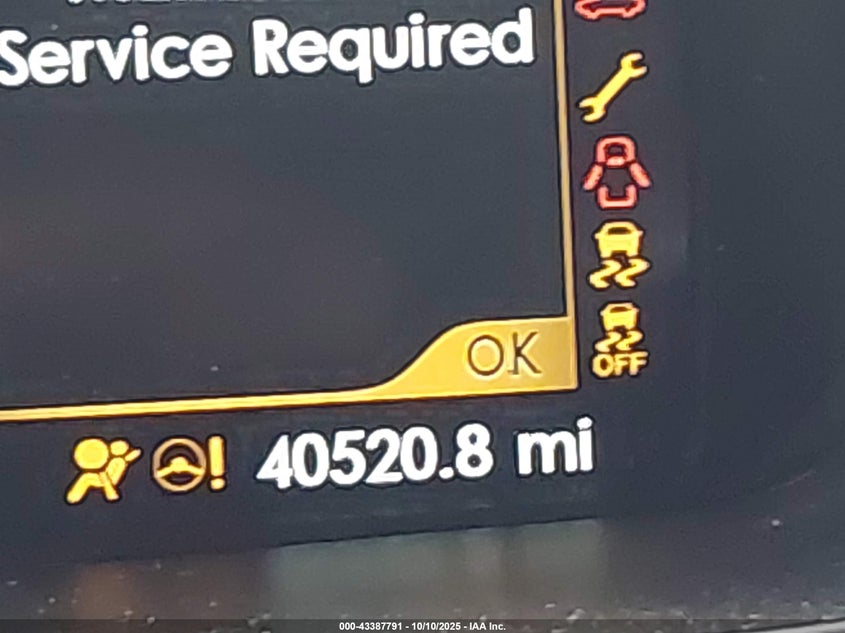 Service Required
OK
OFF
40520.8 mi
000-43387791 - 10/10/2025 - IAA Inc.